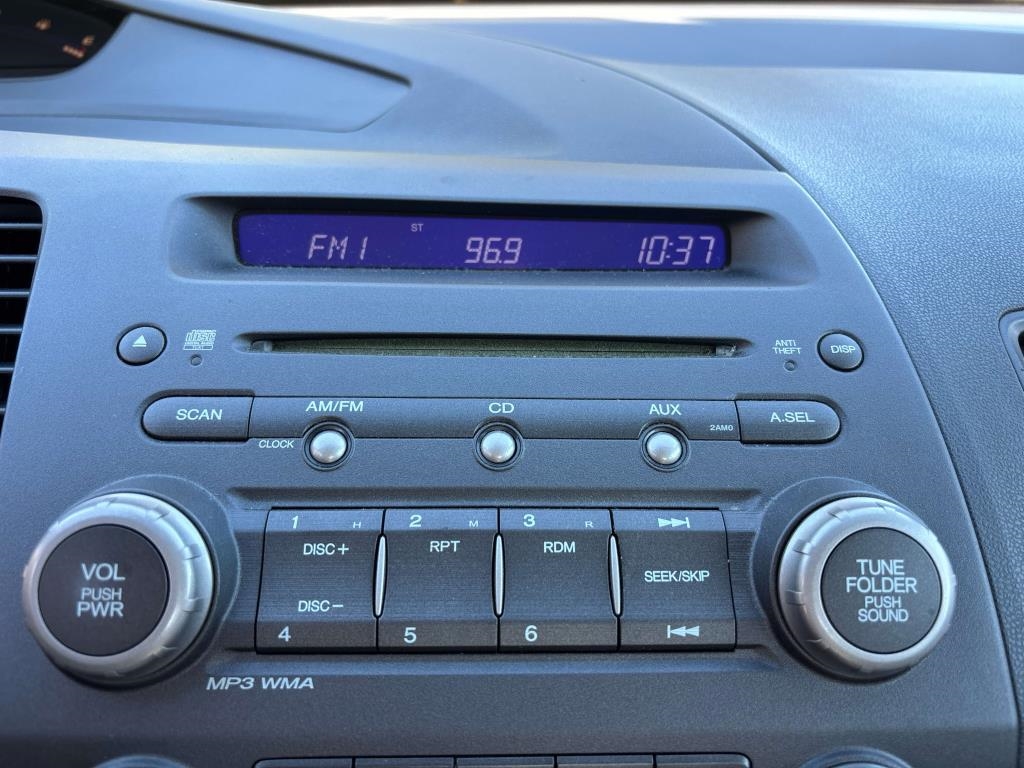 ST
FM1 96.9 10:37
disc
ANTI
THEFT
DISP
SCAN AM/FM CD AUX A.SEL
CLOCK
2AM0
1 H 2 M 3 R
DISC+ RPT RDM
SEEK/SKIP
DISC−
4 5 6
VOL
PUSH
PWR
TUNE
FOLDER
PUSH
SOUND
MP3 WMA